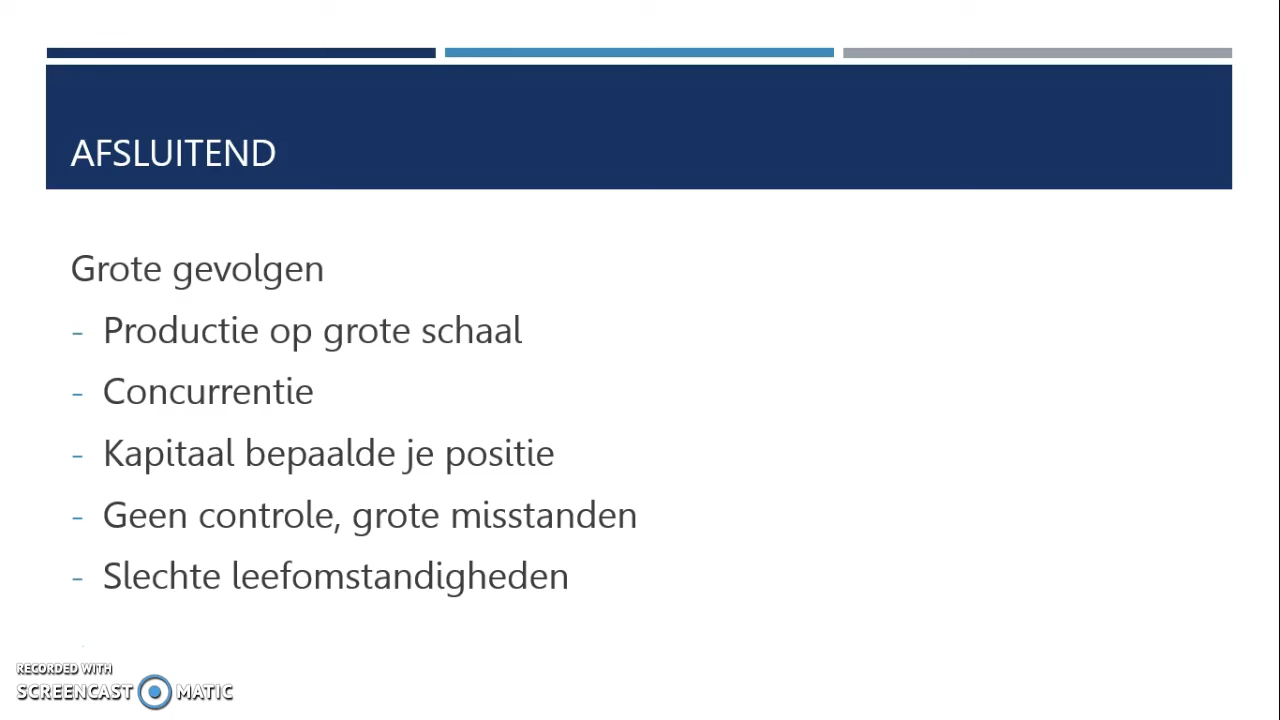 AFSLUITEND
Grote gevolgen
- Productie op grote schaal
- Concurrentie
- Kapitaal bepaalde je positie
- Geen controle, grote misstanden
- Slechte leefomstandigheden
RECORDED WITH
SCREENCAST MATIC